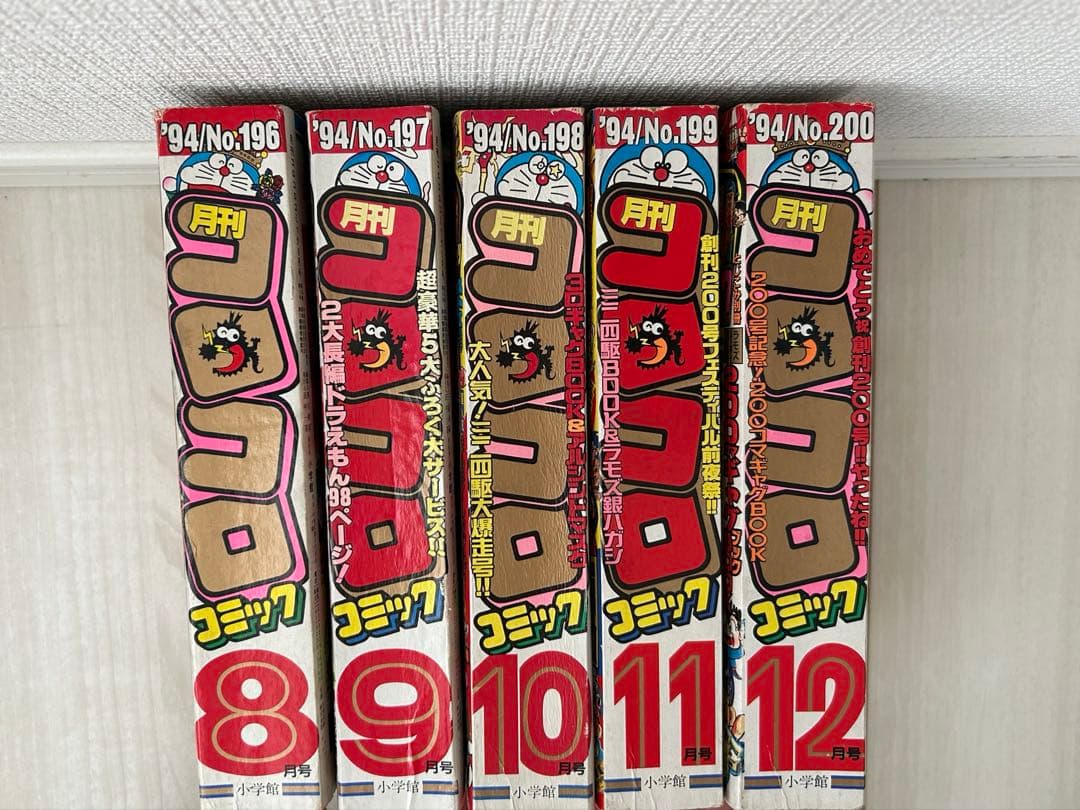 '94/No.196
月刊
コロコロ
コミック
8
月号
小学館
'94/No.197
月刊
コロコロ
超豪華5大ふろく大サービス!!
2大長編ドラえもん98ページ!
コミック
9
月号
小学館
'94/No.198
月刊
コロコロ
大人気!ミニ四駆大爆走号!!
コミック
10
月号
小学館
'94/No.199
月刊
コロコロ
創刊200号フェスティバル前夜祭!!
ミニ四駆BOOK&ラモズ銀ハガシ
コミック
11
月号
小学館
'94/No.200
月刊
コロコロ
おめでとう祝創刊200号!!やったね!!
200号記念!200コマギャグBOOK
コミック
12
月号
小学館